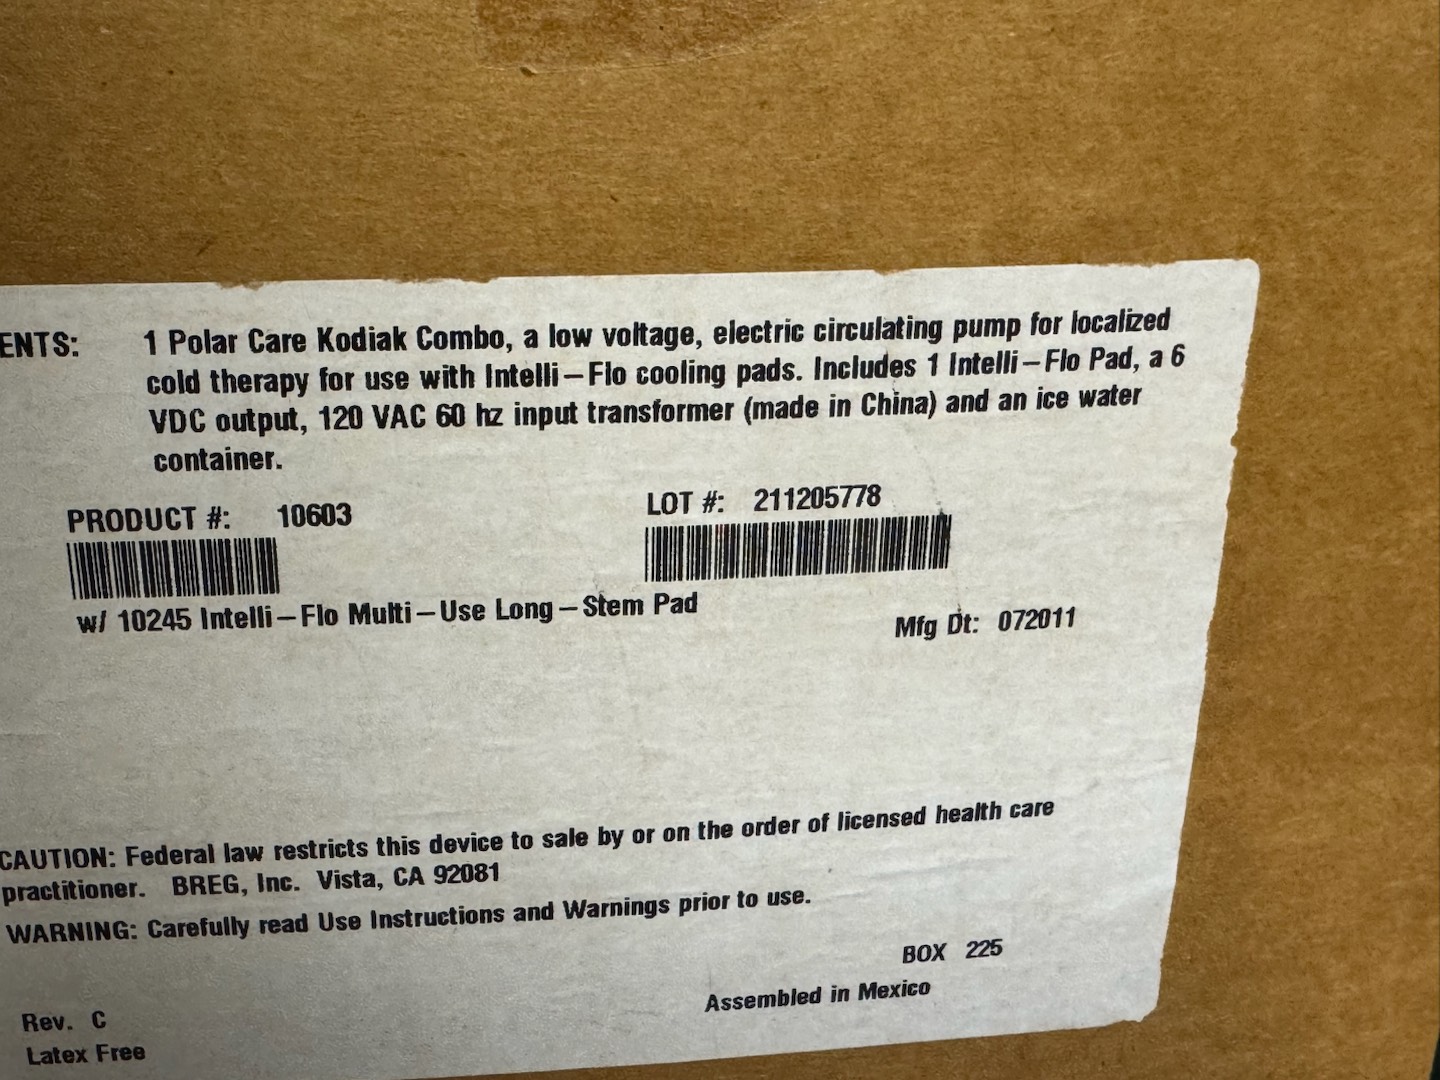 ENTS: 1 Polar Care Kodiak Combo, a low voltage, electric circulating pump for localized
cold therapy for use with Intelli-Flo cooling pads. Includes 1 Intelli-Flo Pad, a 6
VDC output, 120 VAC 60 hz input transformer (made in China) and an ice water
container.
PRODUCT #: 10603 LOT #: 211205778
w/ 10245 Intelli-Flo Multi-Use Long-Stem Pad
Mfg Dt: 072011
CAUTION: Federal law restricts this device to sale by or on the order of licensed health care
practitioner. BREG, Inc. Vista, CA 92081
WARNING: Carefully read Use Instructions and Warnings prior to use.
BOX 225
Assembled in Mexico
Rev. C
Latex Free